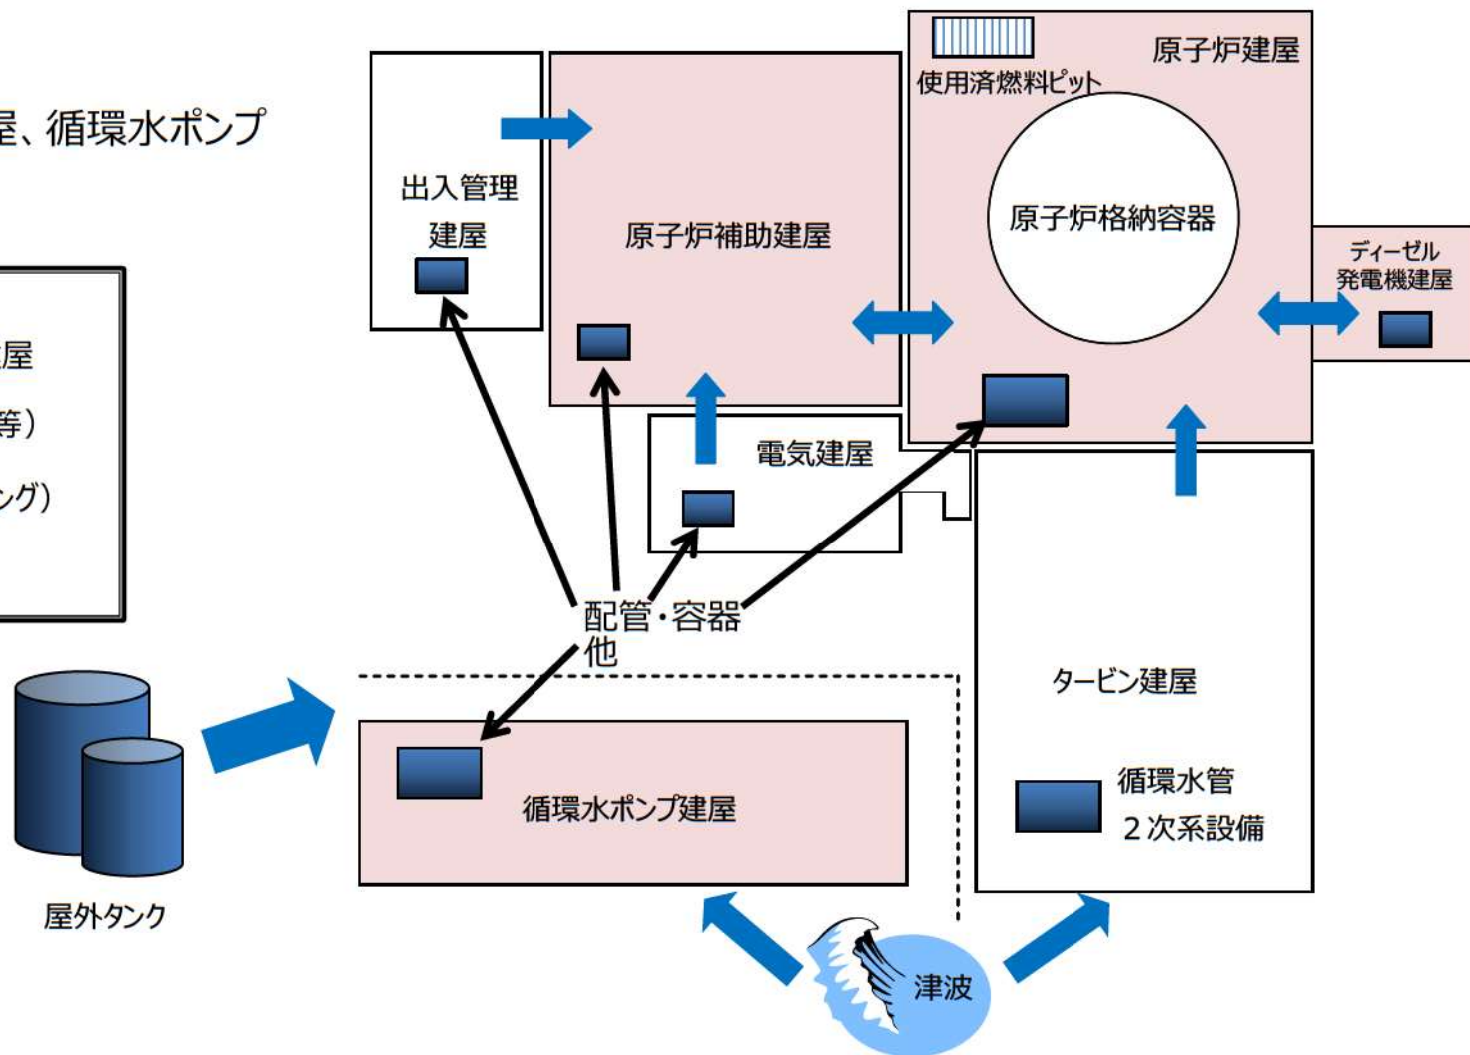 屋、循環水ポンプ
屋
等）
ング）
屋外タンク
出入管理
建屋
原子炉補助建屋
使用済燃料ピット
原子炉建屋
原子炉格納容器
ディーゼル
発電機建屋
電気建屋
配管・容器
他
循環水ポンプ建屋
タービン建屋
循環水管
２次系設備
津波